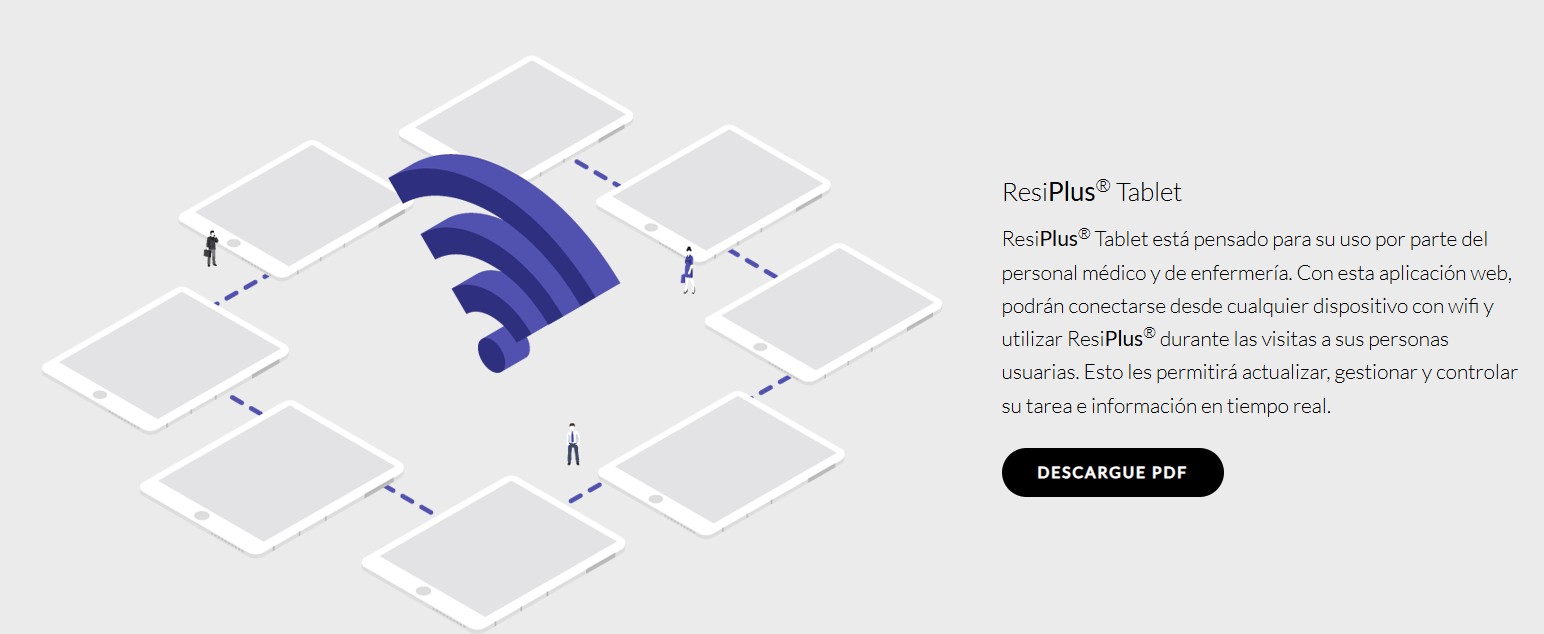 ResiPlus® Tablet
ResiPlus® Tablet está pensado para su uso por parte del
personal médico y de enfermería. Con esta aplicación web,
podrán conectarse desde cualquier dispositivo con wifi y
utilizar ResiPlus® durante las visitas a sus personas
usuarias. Esto les permitirá actualizar, gestionar y controlar
su tarea e información en tiempo real.
DESCARGUE PDF